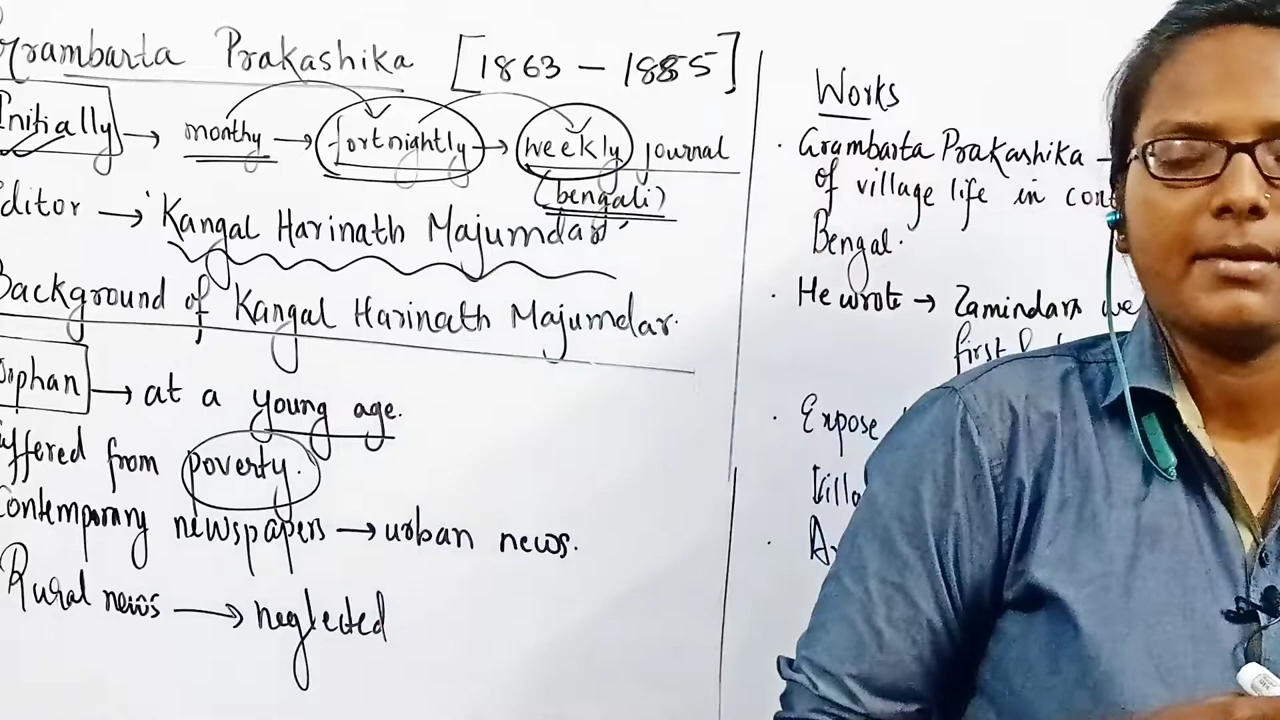 Grambarta Prakashika [1863 – 1885]
Initially → monthy → fortnightly → weekly journal
(bengali)
Editor → 'Kangal Harinath Majumdar'
Background of Kangal Harinath Majumdar.
Orphan → at a young age.
Suffered from poverty.
Contemporary newspapers → urban news.
Rural news → neglected
Works
· Grambarta Prakashika –
of village life in cont
Bengal.
· He wrote → Zamindars we
first
· Expose
Villa
·